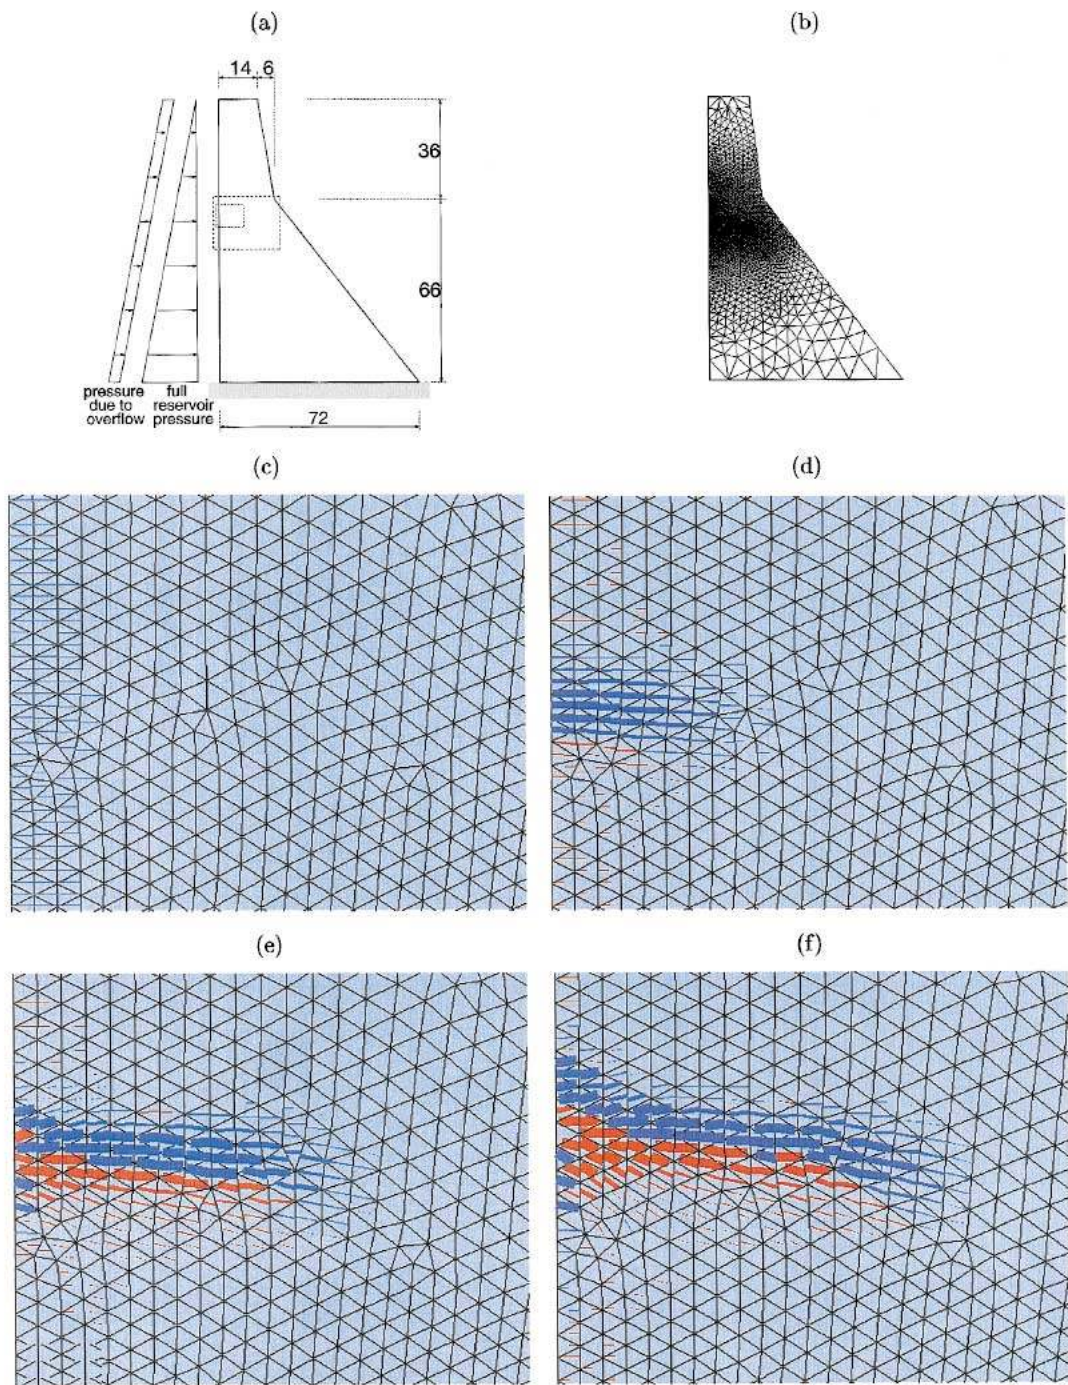 (a)
(b)
14 6
36
66
pressure due to overflow
full reservoir pressure
72
(c)
(d)
(e)
(f)